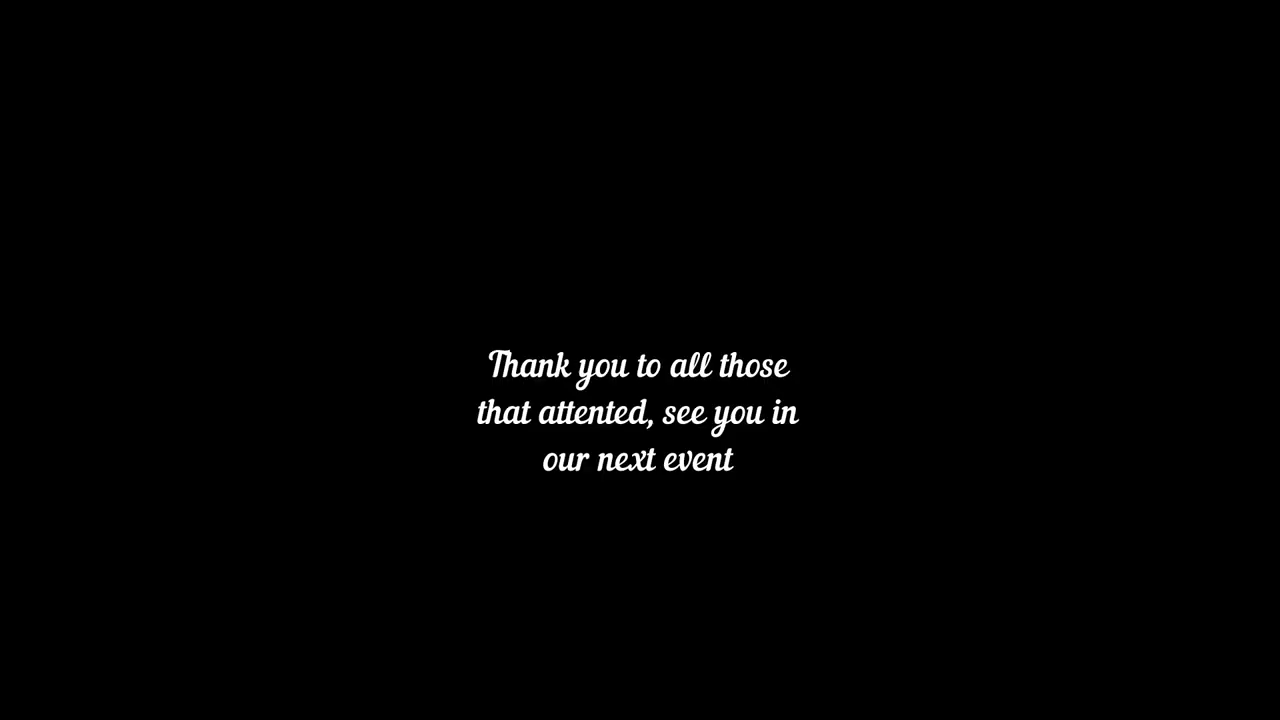 Thank you to all those
that attented, see you in
our next event